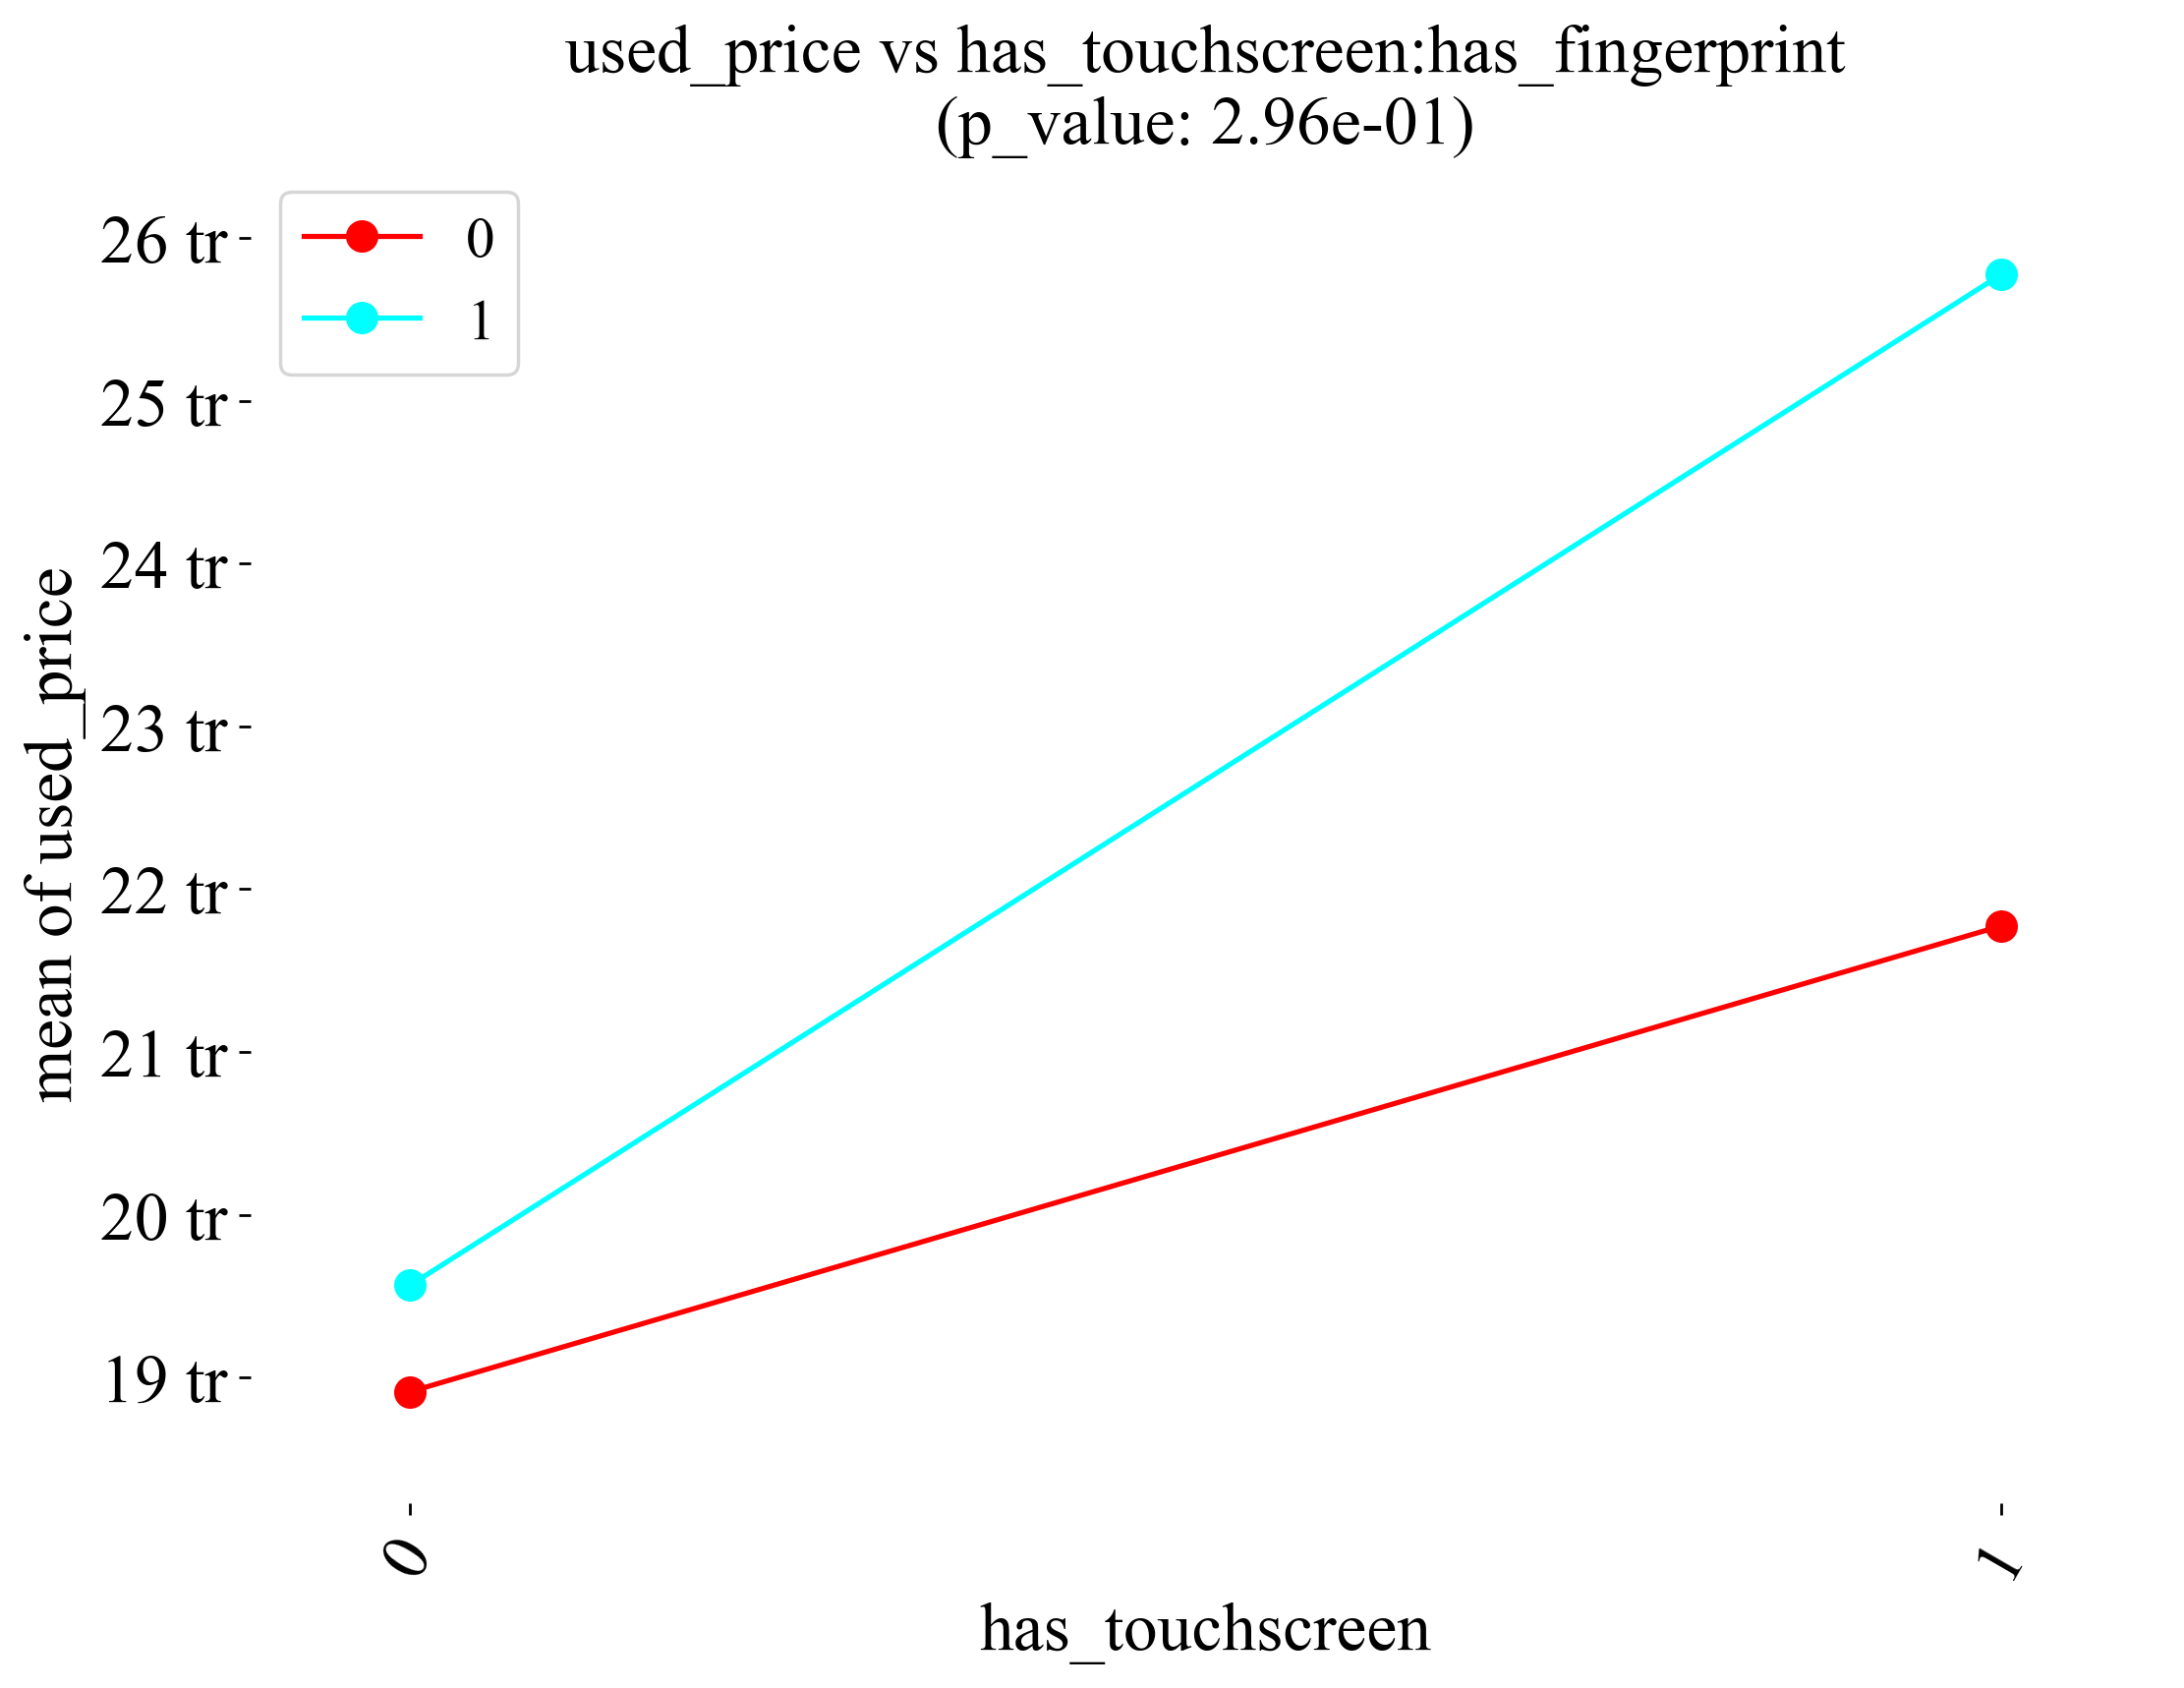 used_price vs has_touchscreen:has_fingerprint
(p_value: 2.96e-01)
0
1
26 tr
25 tr
24 tr
23 tr
22 tr
21 tr
20 tr
19 tr
mean of used_price
0
1
has_touchscreen